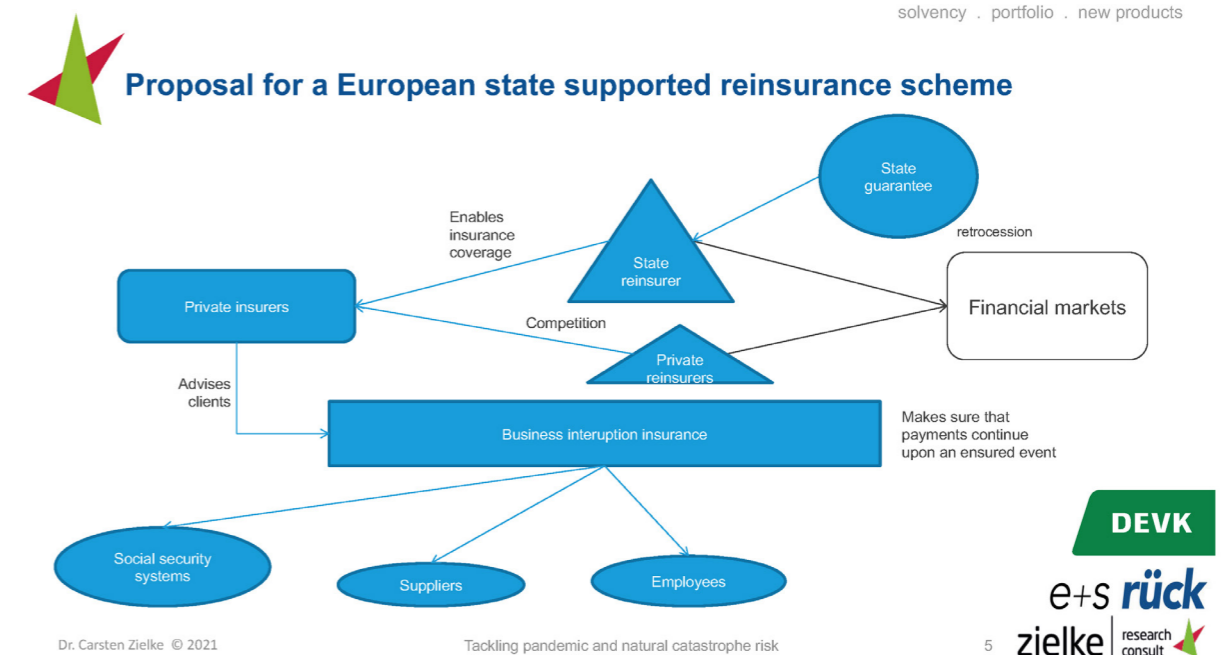 solvency . portfolio . new products
Proposal for a European state supported reinsurance scheme
State
guarantee
retrocession
Enables
insurance
coverage
State
reinsurer
Financial markets
Private insurers
Competition
Private
reinsurers
Advises
clients
Business interuption insurance
Makes sure that
payments continue
upon an ensured event
Social security
systems
Suppliers
Employees
DEVK
e+s rück
zielke research
consult
Dr. Carsten Zielke © 2021
Tackling pandemic and natural catastrophe risk
5